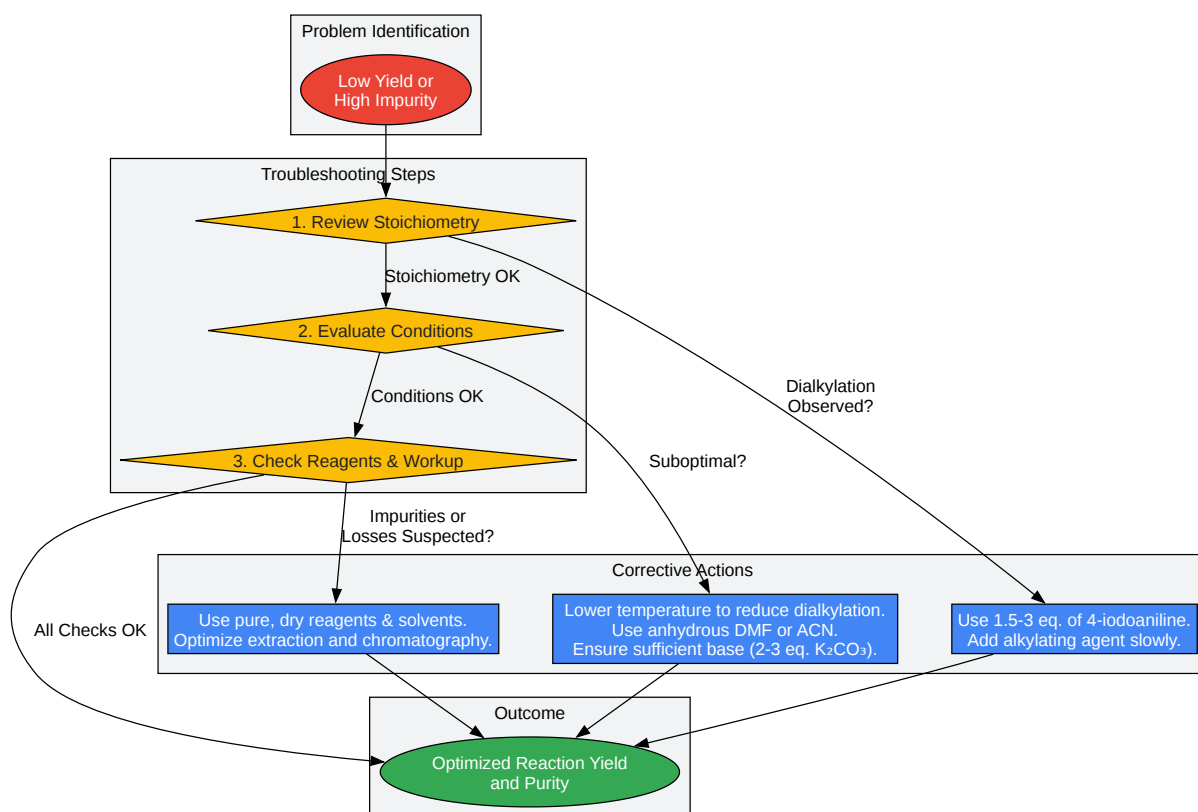 Problem Identification
Low Yield or
High Impurity
Troubleshooting Steps
1. Review Stoichiometry
Stoichiometry OK
2. Evaluate Conditions
Dialkylation
Observed?
Conditions OK
3. Check Reagents & Workup
Suboptimal?
Impurities or
Losses Suspected?
Corrective Actions
Use pure, dry reagents & solvents.
Optimize extraction and chromatography.
Lower temperature to reduce dialkylation.
Use anhydrous DMF or ACN.
Ensure sufficient base (2-3 eq. K₂CO₃).
Use 1.5-3 eq. of 4-iodoaniline.
Add alkylating agent slowly.
All Checks OK
Outcome
Optimized Reaction Yield
and Purity